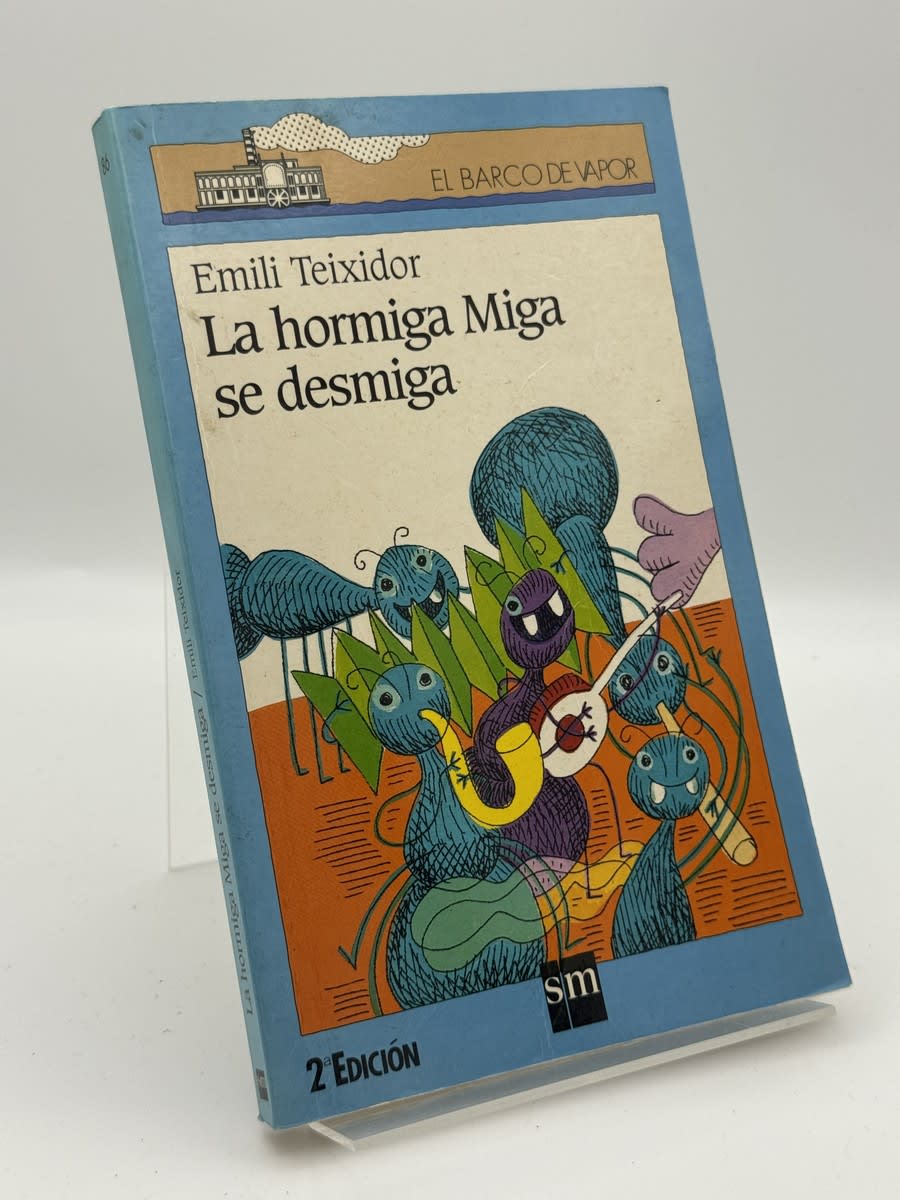 EL BARCO DE VAPOR
Emili Teixidor
La hormiga Miga
se desmiga
sm
2ª EDICIÓN
86
La hormiga Miga se desmiga / Emili Teixidor